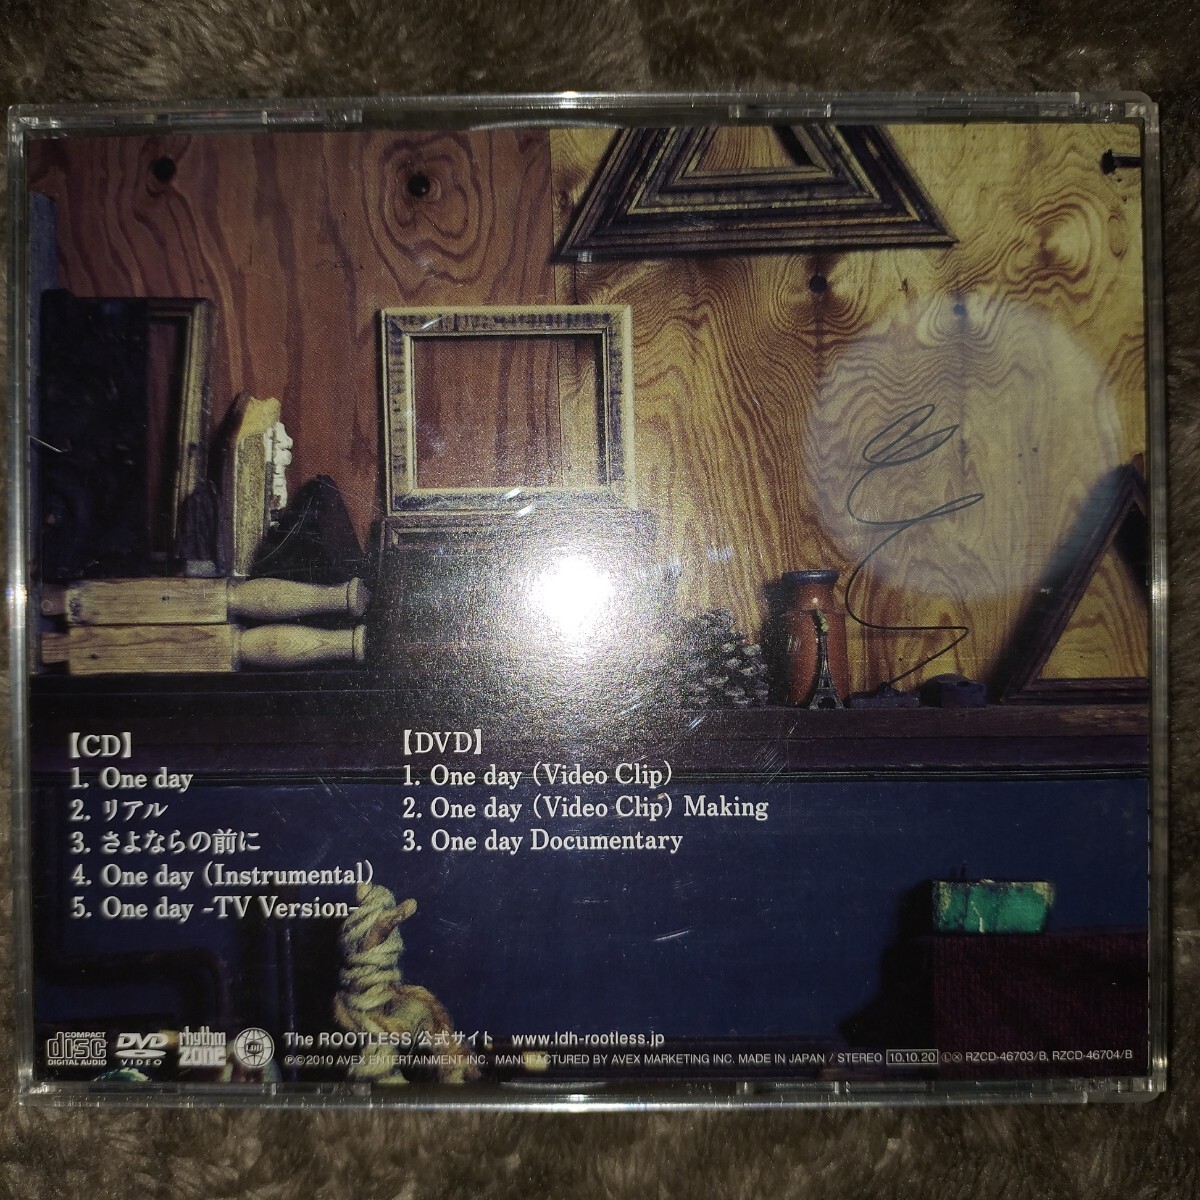 【CD】
1. One day
2. リアル
3. さよならの前に
4. One day (Instrumental)
5. One day -TV Version-
【DVD】
1. One day (Video Clip)
2. One day (Video Clip) Making
3. One day Documentary
COMPACT
disc
DIGITAL AUDIO
DVD
VIDEO
rhythm
zone
LDH
The ROOTLESS 公式サイト www.ldh-rootless.jp
℗©2010 AVEX ENTERTAINMENT INC. MANUFACTURED BY AVEX MARKETING INC. MADE IN JAPAN / STEREO 10.10.20 Ⓛ Ⓧ RZCD-46703/B, RZCD-46704/B